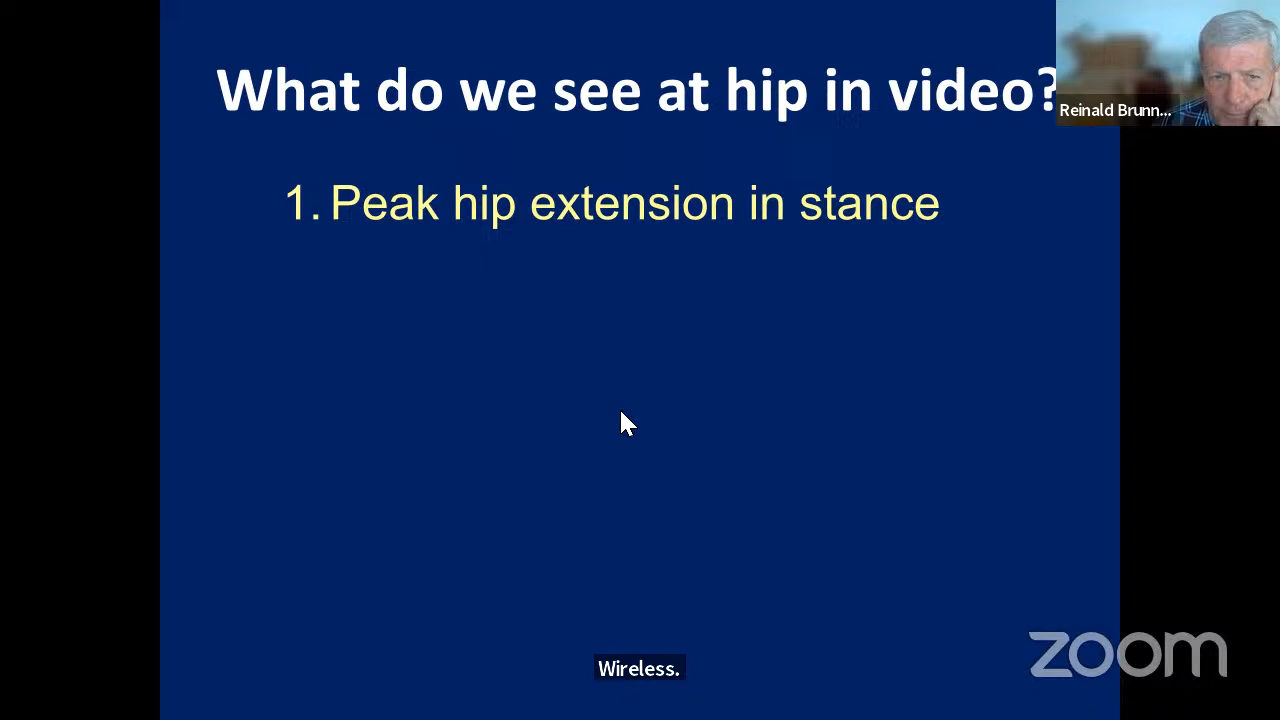 What do we see at hip in video?
Reinald Brunn...
1. Peak hip extension in stance
zoom
Wireless.